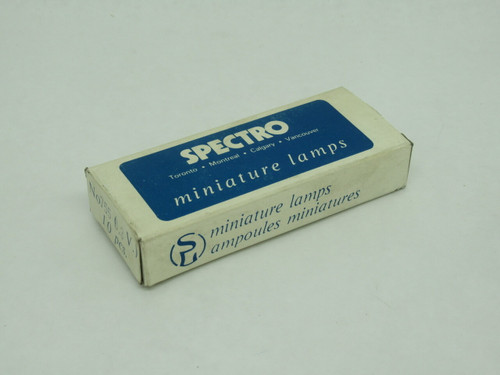 SPECTRO
Toronto • Montreal • Calgary • Vancouver
miniature lamps
miniature lamps
ampoules miniatures
V
10 pcs.